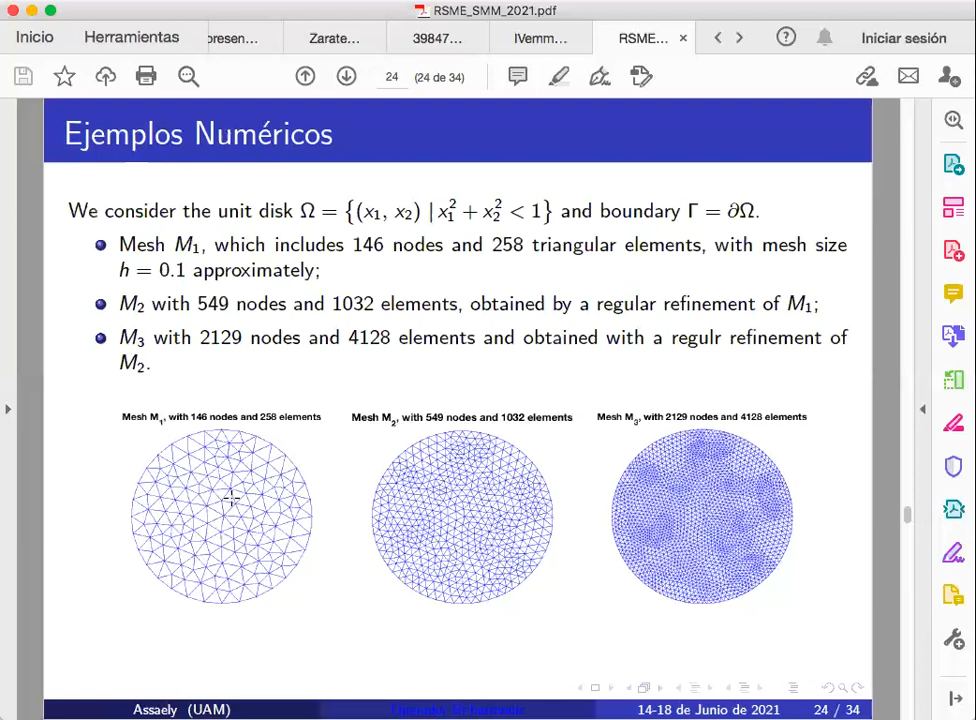 RSME_SMM_2021.pdf
Inicio Herramientas presen... Zarate... 39847... IVemm... RSME... × ? Iniciar sesión
24 (24 de 34)
Ejemplos Numéricos
We consider the unit disk Ω = {(x₁, x₂) | x₁² + x₂² < 1} and boundary Γ = ∂Ω.
Mesh M₁, which includes 146 nodes and 258 triangular elements, with mesh size
h = 0.1 approximately;
M₂ with 549 nodes and 1032 elements, obtained by a regular refinement of M₁;
M₃ with 2129 nodes and 4128 elements and obtained with a regulr refinement of
M₂.
Mesh M₁, with 146 nodes and 258 elements Mesh M₂, with 549 nodes and 1032 elements Mesh M₃, with 2129 nodes and 4128 elements
Assaely (UAM) 14-18 de Junio de 2021 24 / 34